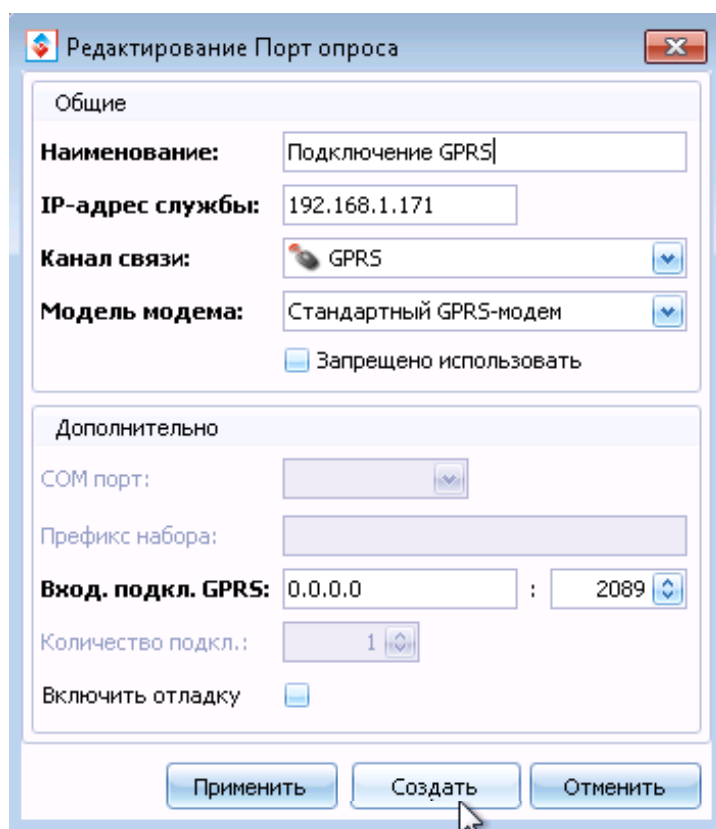 Редактирование Порт опроса
Общие
Наименование: Подключение GPRS
IP-адрес службы: 192.168.1.171
Канал связи: GPRS
Модель модема: Стандартный GPRS-модем
Запрещено использовать
Дополнительно
COM порт:
Префикс набора:
Вход. подкл. GPRS: 0.0.0.0 : 2089
Количество подкл.: 1
Включить отладку
Применить Создать Отменить